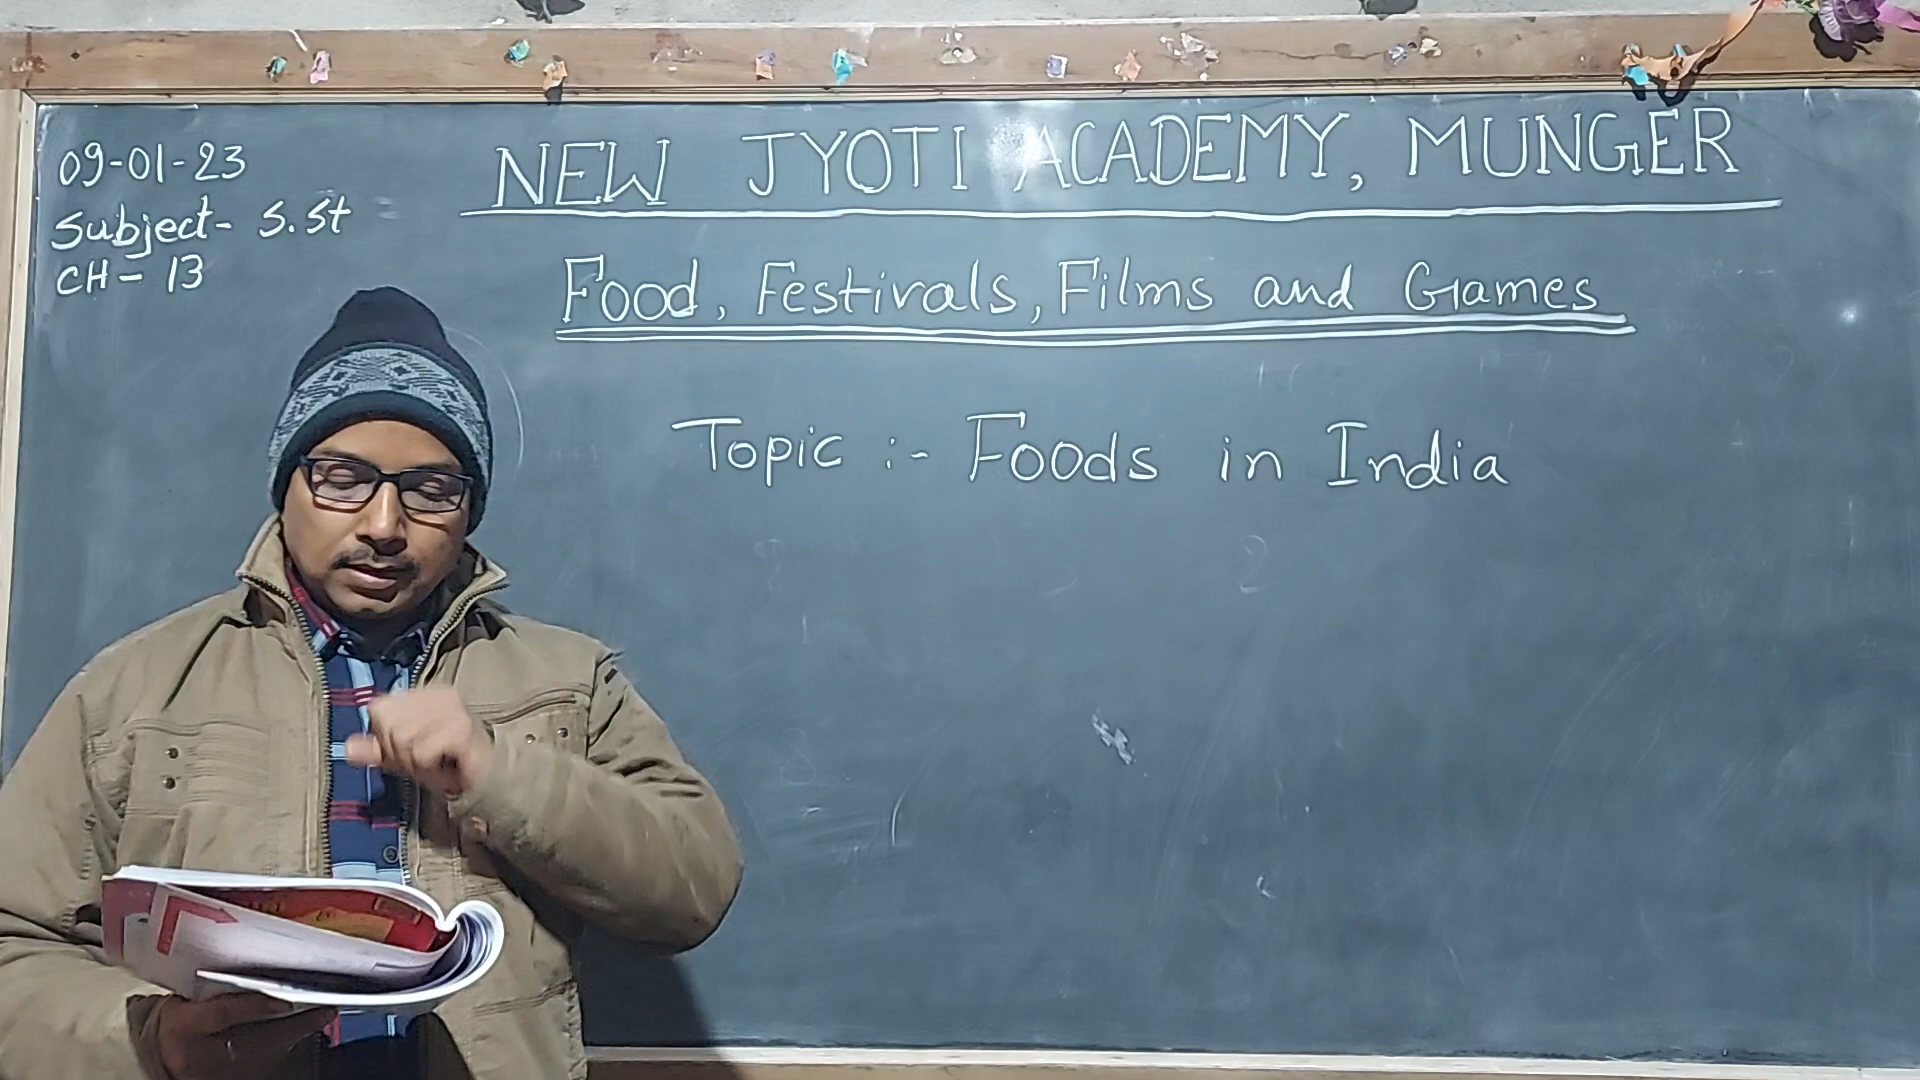 09-01-23
Subject- S.St
CH- 13
NEW JYOTI ACADEMY, MUNGER
Food, Festivals, Films and Games
Topic :- Foods in India